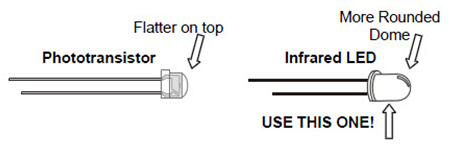 Flatter on top
Phototransistor
More Rounded
Dome
Infrared LED
USE THIS ONE!